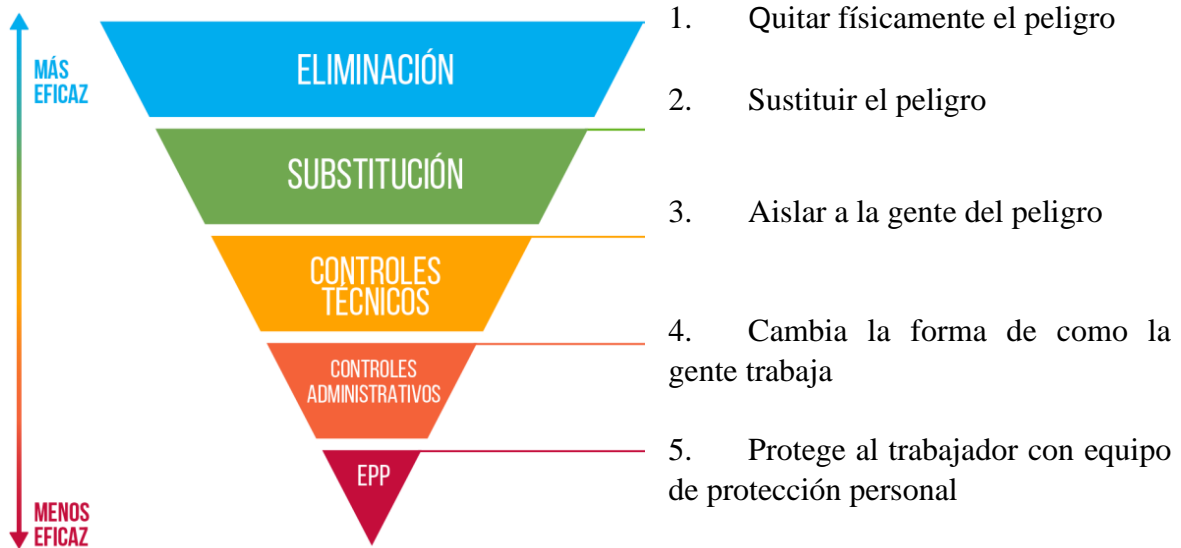 1. Quitar físicamente el peligro
MÁS
EFICAZ
ELIMINACIÓN
2. Sustituir el peligro
SUBSTITUCIÓN
3. Aislar a la gente del peligro
CONTROLES
TÉCNICOS
4. Cambia la forma de como la
gente trabaja
CONTROLES
ADMINISTRATIVOS
5. Protege al trabajador con equipo
de protección personal
EPP
MENOS
EFICAZ